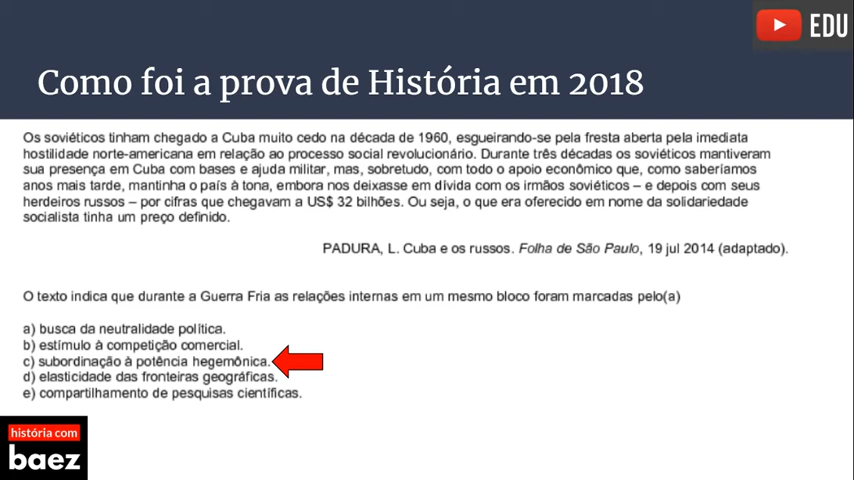 EDU
Como foi a prova de História em 2018
Os soviéticos tinham chegado a Cuba muito cedo na década de 1960, esgueirando-se pela fresta aberta pela imediata
hostilidade norte-americana em relação ao processo social revolucionário. Durante três décadas os soviéticos mantiveram
sua presença em Cuba com bases e ajuda militar, mas, sobretudo, com todo o apoio econômico que, como saberíamos
anos mais tarde, mantinha o país à tona, embora nos deixasse em dívida com os irmãos soviéticos – e depois com seus
herdeiros russos – por cifras que chegavam a US$ 32 bilhões. Ou seja, o que era oferecido em nome da solidariedade
socialista tinha um preço definido.
PADURA, L. Cuba e os russos. Folha de São Paulo, 19 jul 2014 (adaptado).
O texto indica que durante a Guerra Fria as relações internas em um mesmo bloco foram marcadas pelo(a)
a) busca da neutralidade política.
b) estímulo à competição comercial.
c) subordinação à potência hegemônica.
d) elasticidade das fronteiras geográficas.
e) compartilhamento de pesquisas científicas.
história com
baez